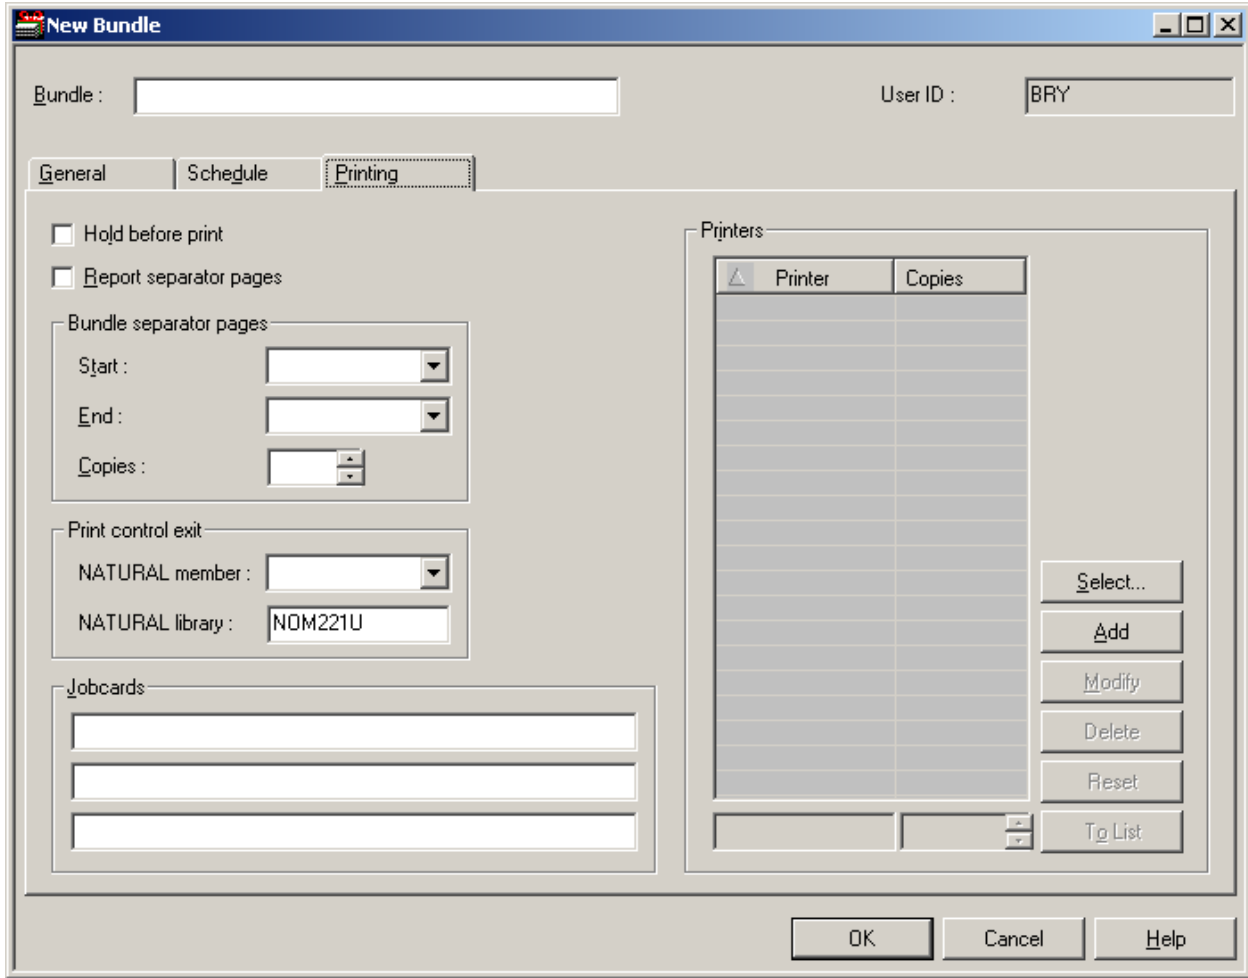 New Bundle
Bundle :
User ID :
BRY
General
Schedule
Printing
Hold before print
Report separator pages
Bundle separator pages
Start :
End :
Copies :
Print control exit
NATURAL member :
NATURAL library :
NOM221U
Jobcards
Printers
Printer
Copies
Select...
Add
Modify
Delete
Reset
To List
OK
Cancel
Help